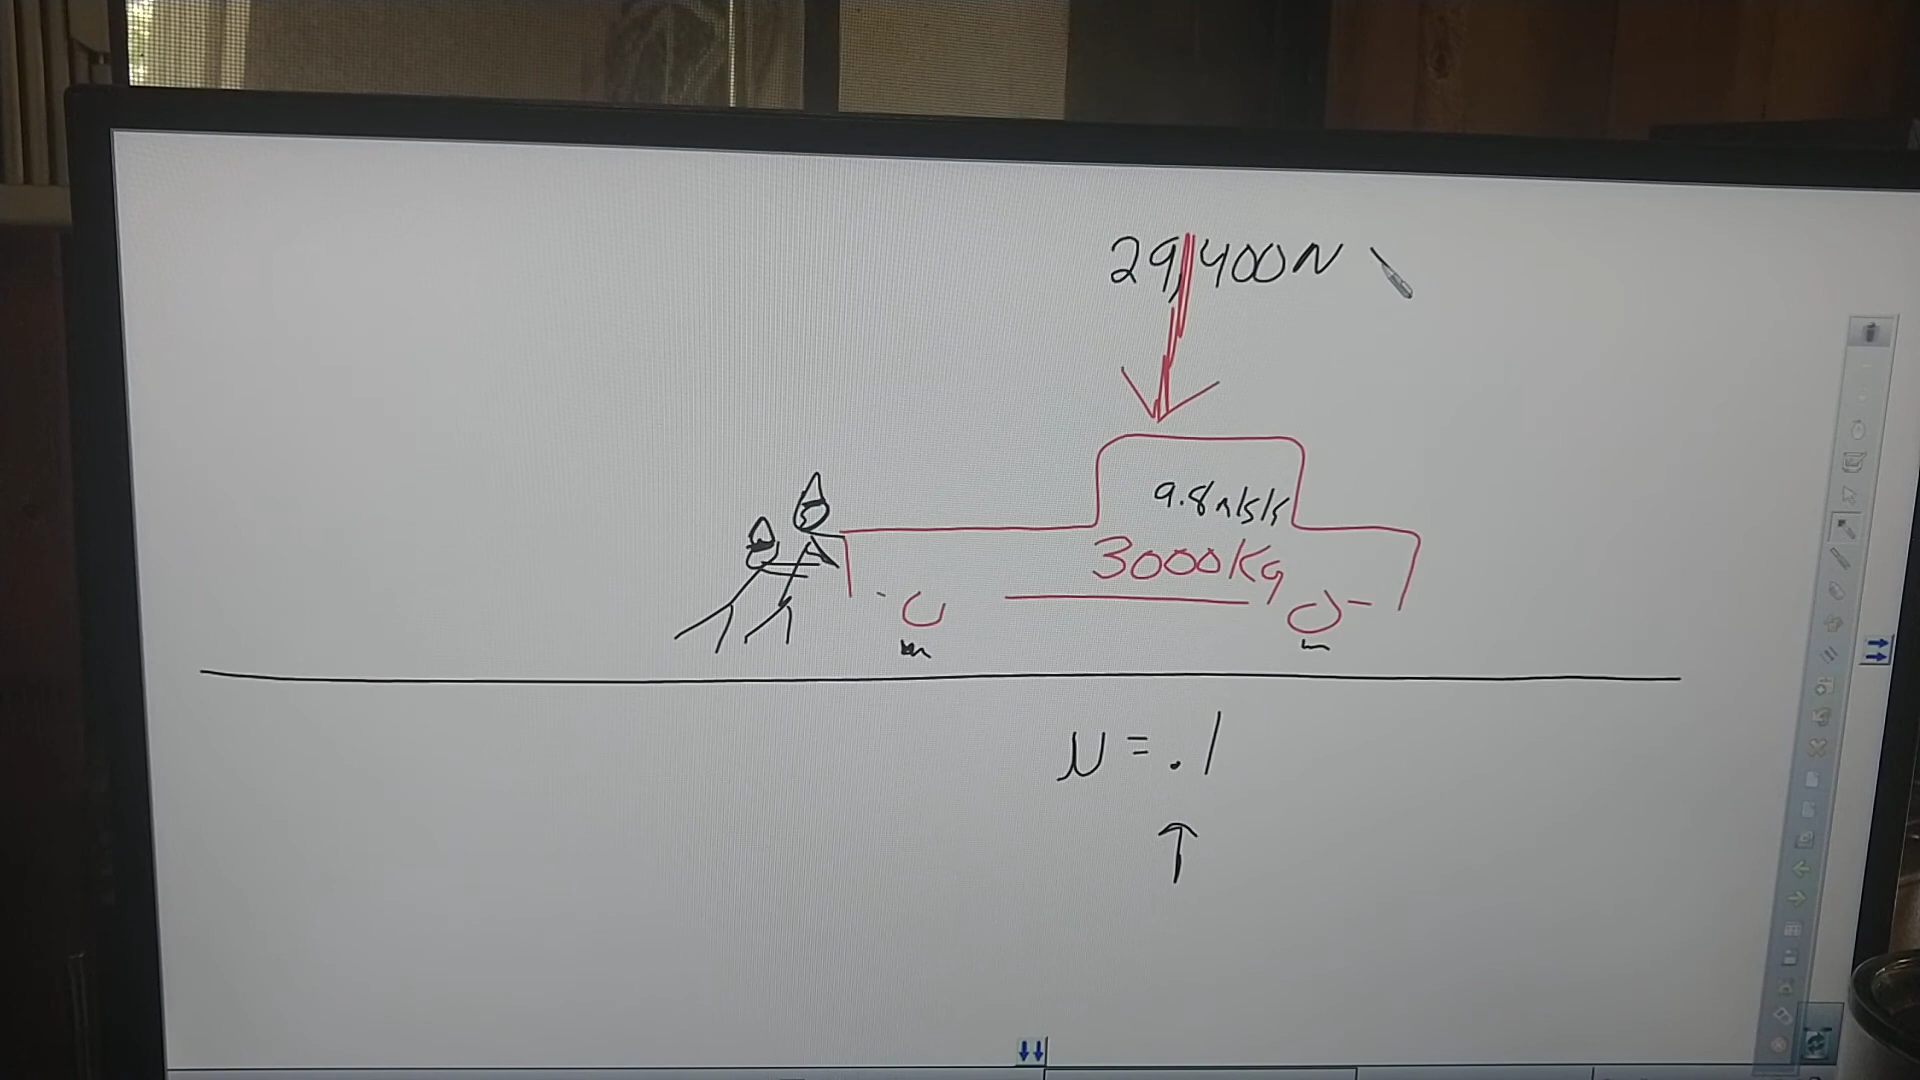 29,400N
9.8m/s/s
3000Kg
μ = .1